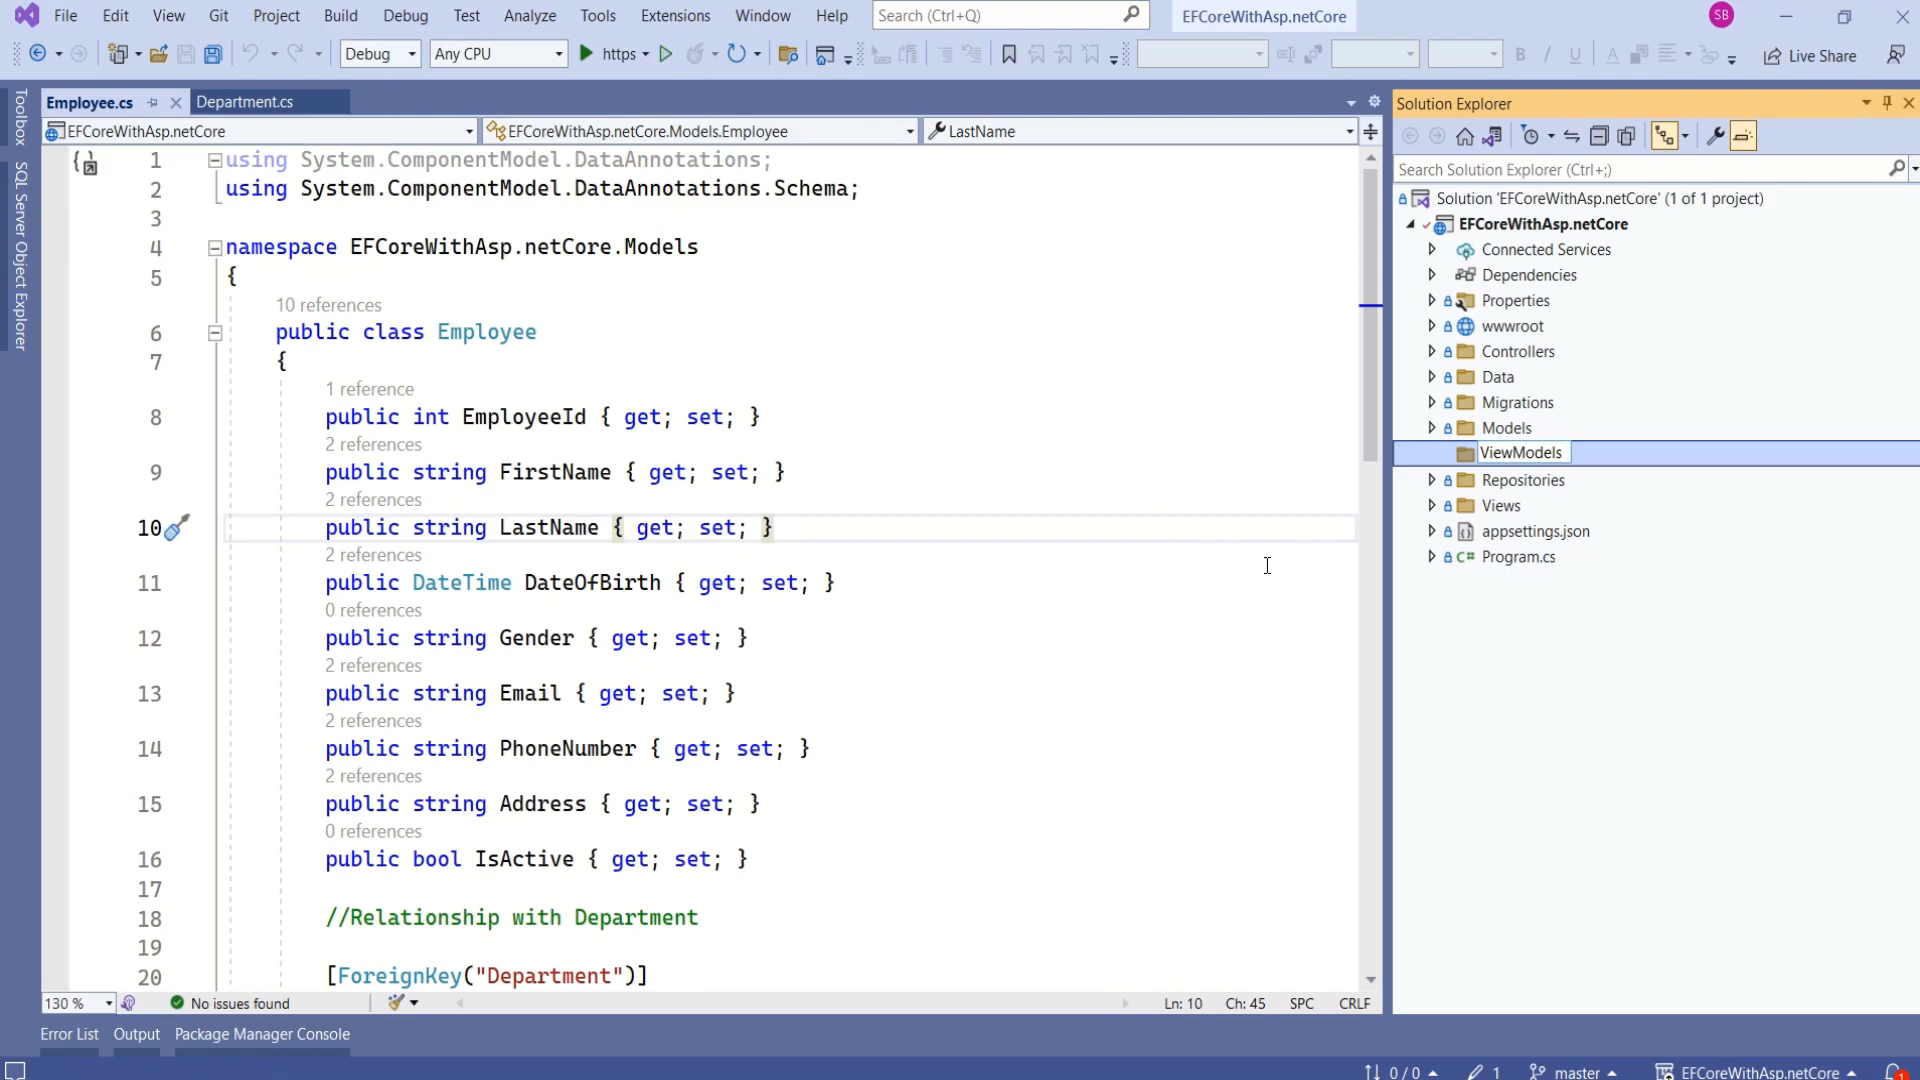 File Edit View Git Project Build Debug Test Analyze Tools Extensions Window Help Search (Ctrl+Q) EFCoreWithAsp.netCore SB
Debug Any CPU https Live Share
Toolbox
SQL Server Object Explorer
Employee.cs Department.cs
EFCoreWithAsp.netCore EFCoreWithAsp.netCore.Models.Employee LastName
1 using System.ComponentModel.DataAnnotations;
2 using System.ComponentModel.DataAnnotations.Schema;
3
4 namespace EFCoreWithAsp.netCore.Models
5 {
10 references
6 public class Employee
7 {
1 reference
8 public int EmployeeId { get; set; }
2 references
9 public string FirstName { get; set; }
2 references
10 public string LastName { get; set; }
2 references
11 public DateTime DateOfBirth { get; set; }
0 references
12 public string Gender { get; set; }
2 references
13 public string Email { get; set; }
2 references
14 public string PhoneNumber { get; set; }
2 references
15 public string Address { get; set; }
0 references
16 public bool IsActive { get; set; }
17
18 //Relationship with Department
19
20 [ForeignKey("Department")]
130 % No issues found Ln: 10 Ch: 45 SPC CRLF
Solution Explorer
Search Solution Explorer (Ctrl+;)
Solution 'EFCoreWithAsp.netCore' (1 of 1 project)
EFCoreWithAsp.netCore
Connected Services
Dependencies
Properties
wwwroot
Controllers
Data
Migrations
Models
ViewModels
Repositories
Views
appsettings.json
C# Program.cs
Error List Output Package Manager Console
0 / 0 1 master EFCoreWithAsp.netCore 1